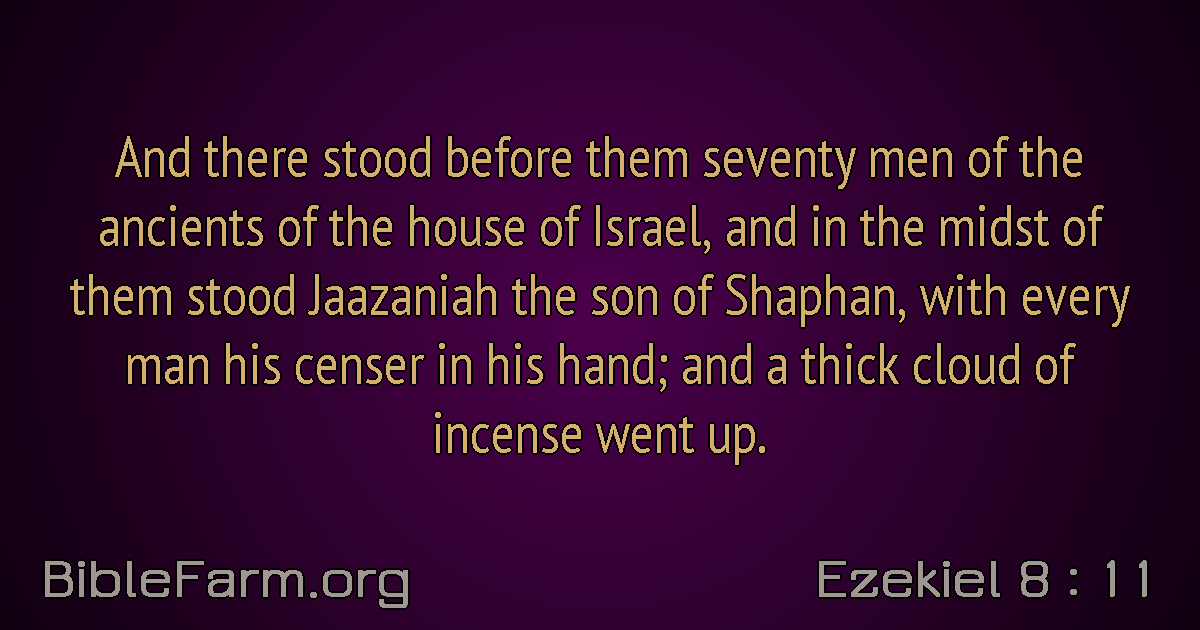 And there stood before them seventy men of the
ancients of the house of Israel, and in the midst of
them stood Jaazaniah the son of Shaphan, with every
man his censer in his hand; and a thick cloud of
incense went up.
BibleFarm.org
Ezekiel 8 : 11